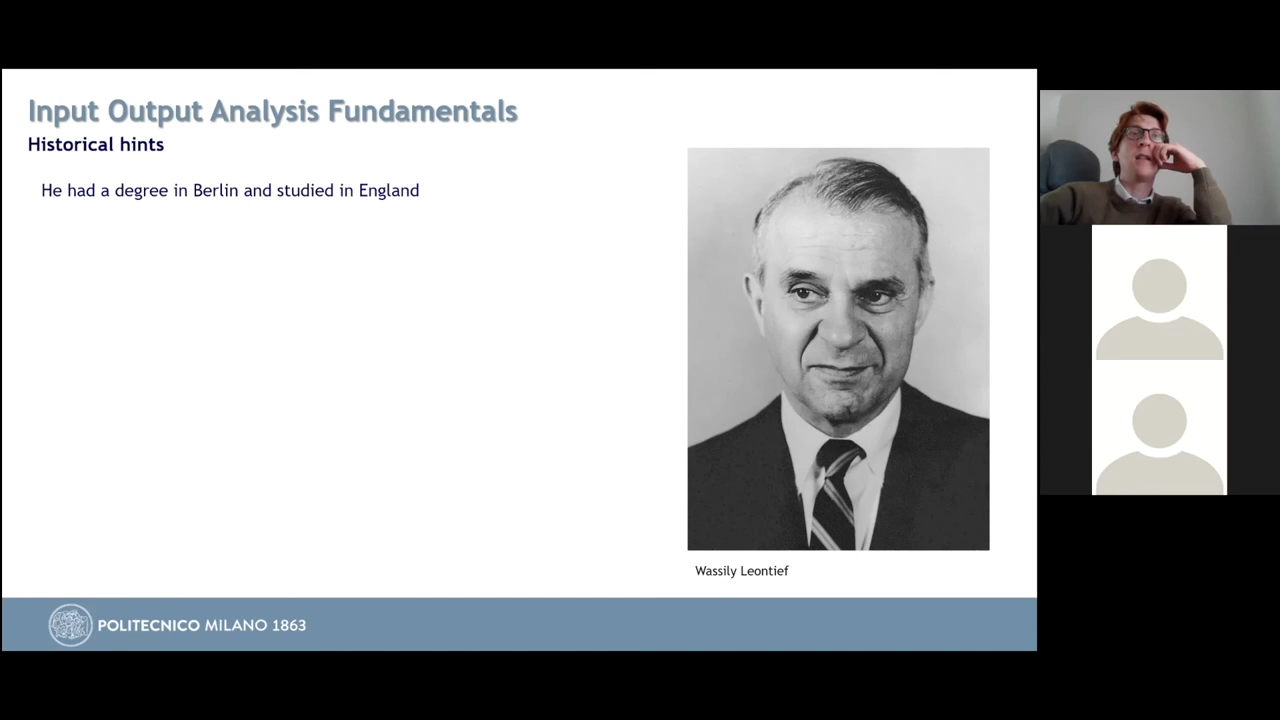 Input Output Analysis Fundamentals
Historical hints
He had a degree in Berlin and studied in England
Wassily Leontief
POLITECNICO MILANO 1863